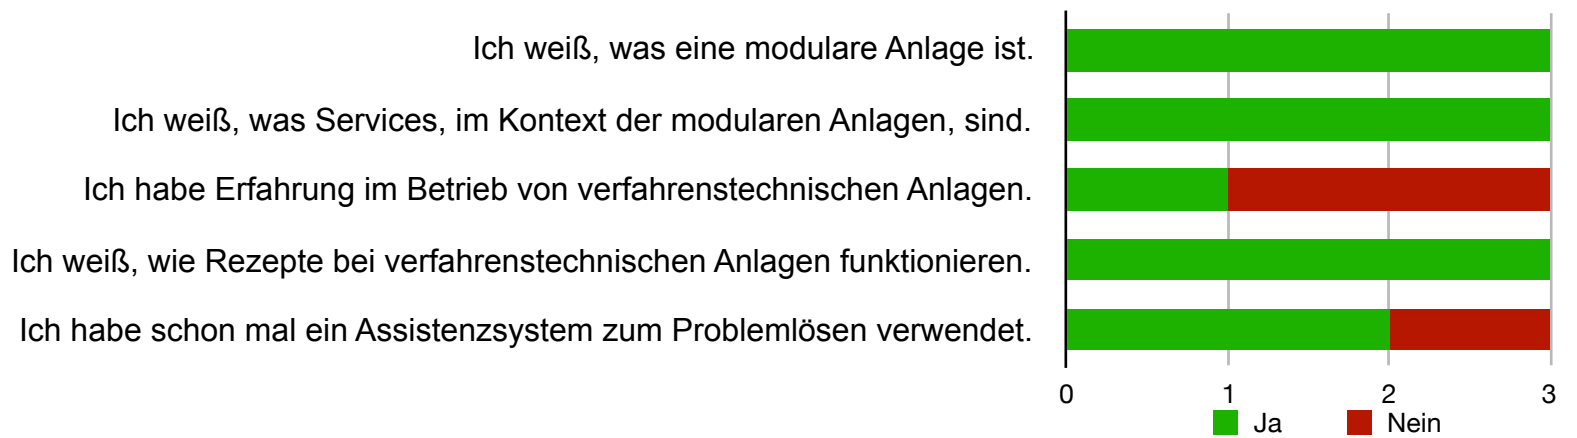 Ich weiß, was eine modulare Anlage ist.
Ich weiß, was Services, im Kontext der modularen Anlagen, sind.
Ich habe Erfahrung im Betrieb von verfahrenstechnischen Anlagen.
Ich weiß, wie Rezepte bei verfahrenstechnischen Anlagen funktionieren.
Ich habe schon mal ein Assistenzsystem zum Problemlösen verwendet.
0 1 2 3
Ja Nein